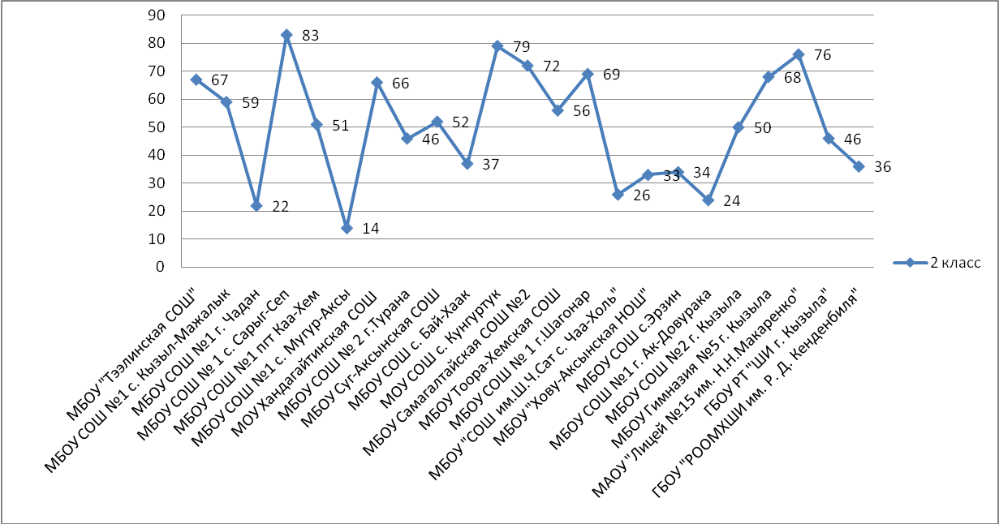 90
80
70
60
50
40
30
20
10
0
67
59
22
83
51
14
66
46
52
37
79
72
56
69
26
33
34
24
50
68
76
46
36
2 класс
МБОУ "Тээлинская СОШ"
МБОУ СОШ №1 с. Кызыл-Мажалык
МБОУ СОШ №1 г. Чадан
МБОУ СОШ № 1 с. Сарыг-Сеп
МБОУ СОШ №1 пгт Каа-Хем
МБОУ СОШ №1 с. Мугур-Аксы
МОУ Хандагайтинская СОШ
МБОУ СОШ № 2 г.Турана
МБОУ Суг-Аксынская СОШ
МБОУ СОШ с. Бай-Хаак
МОУ СОШ с. Кунгуртук
МБОУ Самагалтайская СОШ №2
МБОУ Тоора-Хемская СОШ
МБОУ СОШ № 1 г.Шагонар
МБОУ "СОШ им.Ш.Ч.Сат с. Чаа-Холь"
МБОУ "Хову-Аксынская НОШ"
МБОУ СОШ с.Эрзин
МБОУ СОШ №1 г. Ак-Довурака
МБОУ СОШ №2 г. Кызыла
МБОУ Гимназия №5 г. Кызыла
МАОУ "Лицей №15 им. Н.Н.Макаренко"
ГБОУ РТ "ШИ г. Кызыла"
ГБОУ "РООМХШИ им. Р. Д. Кенденбиля"